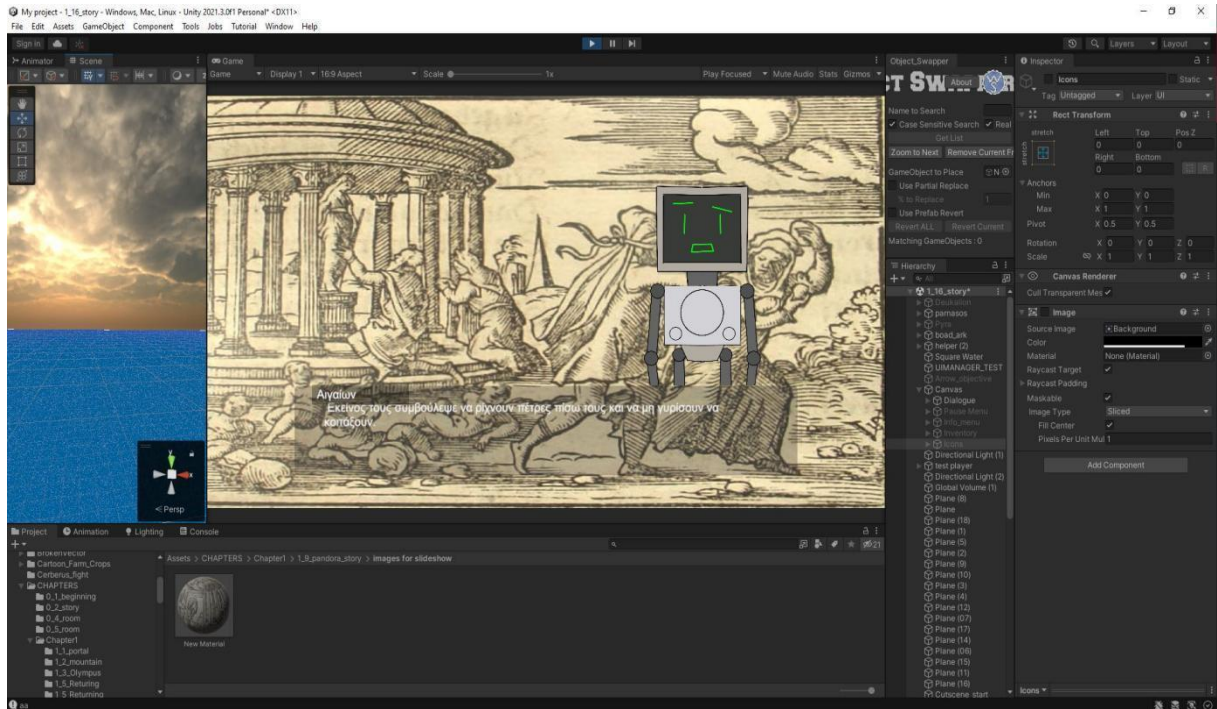 My project - 1_16_story - Windows, Mac, Linux - Unity 2021.3.0f1 Personal* <DX11>
File Edit Assets GameObject Component Tools Jobs Tutorial Window Help
Sign in
Layers Layout
Animator Scene
Game
Game Display 1 16:9 Aspect Scale 1x Play Focused Mute Audio Stats Gizmos
Αιγαίων
Εκείνος τους συμβούλεψε να ρίχνουν πέτρες πίσω τους και να μη γυρίσουν να
κοιτάξουν.
Persp
Object_Swapper
About
Name to Search
Case Sensitive Search Real
Get List
Zoom to Next Remove Current Fr
GameObject to Place N
Use Partial Replace
% to Replace 1
Use Prefab Revert
Revert ALL Revert Current
Matching GameObjects : 0
Hierarchy
All
1_16_story*
Deukalion
parnasos
Pyra
boad_ark
helper (2)
Square Water
UIMANAGER_TEST
Arrow_objective
Canvas
Dialogue
Pause Menu
Info_menu
Inventory
Icons
Directional Light (1)
test player
Directional Light (2)
Global Volume (1)
Plane (8)
Plane
Plane (18)
Plane (1)
Plane (5)
Plane (2)
Plane (9)
Plane (10)
Plane (3)
Plane (4)
Plane (12)
Plane (07)
Plane (17)
Plane (14)
Plane (06)
Plane (15)
Plane (11)
Plane (16)
Cutscene start
Inspector
Icons Static
Tag Untagged Layer UI
Rect Transform
stretch Left Top Pos Z
stretch 0 0 0
Right Bottom
0 0
Anchors
Min X 0 Y 0
Max X 1 Y 1
Pivot X 0.5 Y 0.5
Rotation X 0 Y 0 Z 0
Scale X 1 Y 1 Z 1
Canvas Renderer
Cull Transparent Mes
Image
Source Image Background
Color
Material None (Material)
Raycast Target
Raycast Padding
Maskable
Image Type Sliced
Fill Center
Pixels Per Unit Mul 1
Add Component
Icons
Project Animation Lighting Console
21
BrokenVector
Cartoon_Farm_Crops
Cerberus_fight
CHAPTERS
0_1_beginning
0_2_story
0_4_room
0_5_room
Chapter1
1_1_portal
1_2_mountain
1_3_Olympus
1_5_Returing
1_5_Returning
Assets > CHAPTERS > Chapter1 > 1_9_pandora_story > images for slideshow
New Material
aa